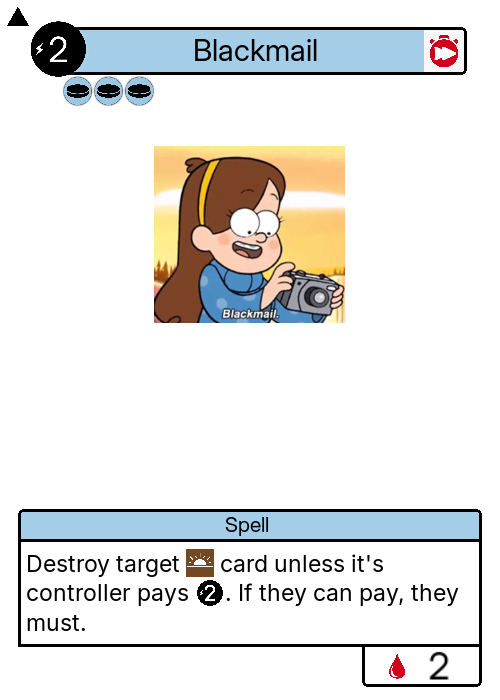 2 Blackmail
Blackmail.
Spell
Destroy target card unless it's
controller pays 2. If they can pay, they
must.
2